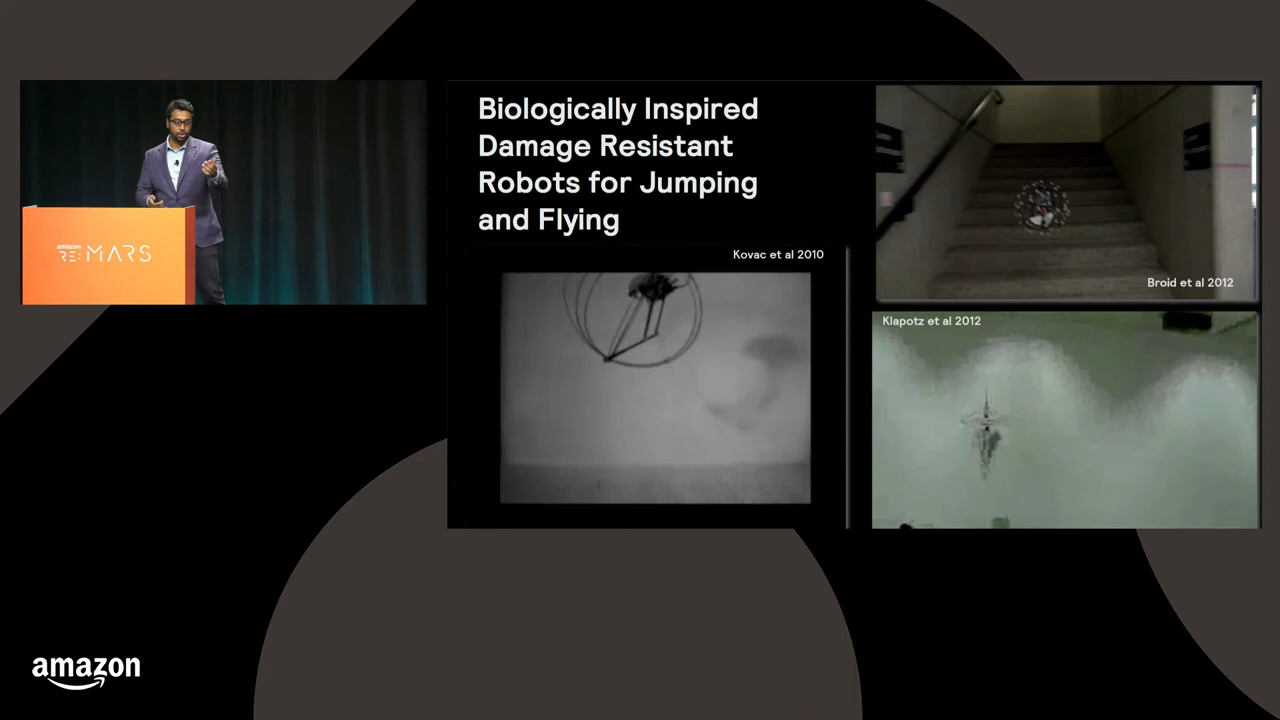 amazon
RE:MARS
Biologically Inspired
Damage Resistant
Robots for Jumping
and Flying
Kovac et al 2010
Broid et al 2012
Klapotz et al 2012
amazon